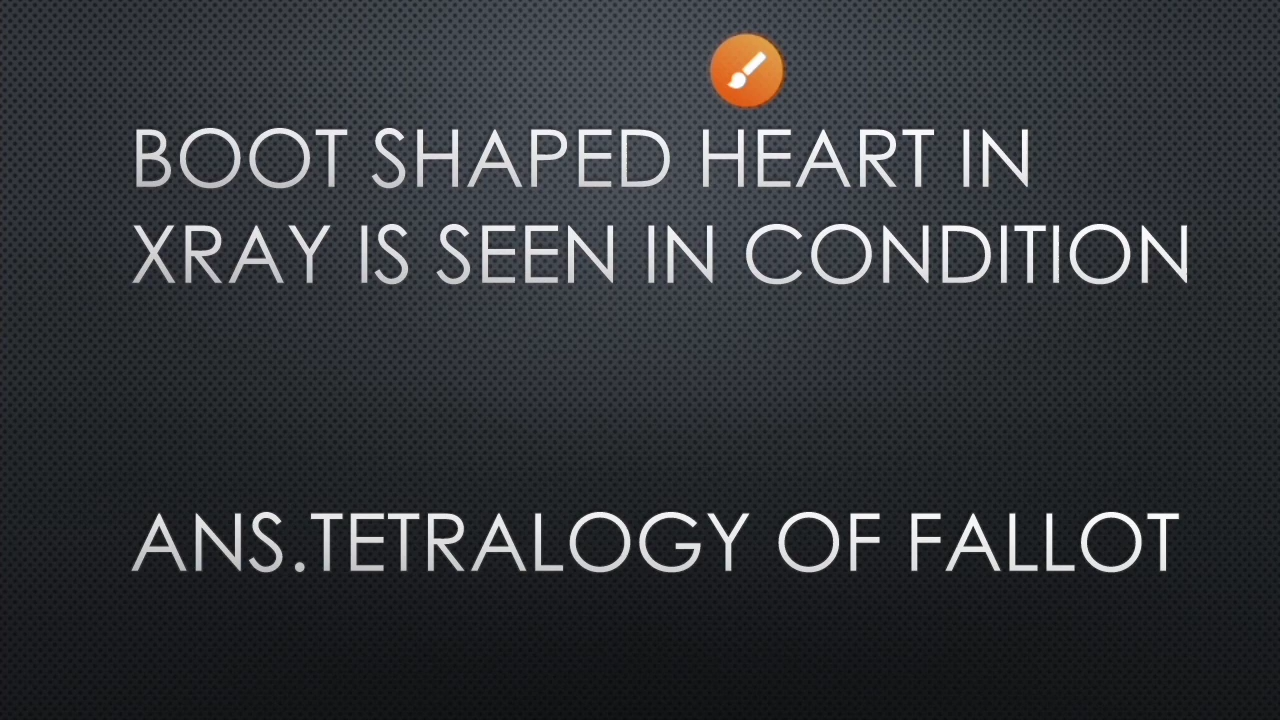 BOOT SHAPED HEART IN
XRAY IS SEEN IN CONDITION
ANS.TETRALOGY OF FALLOT